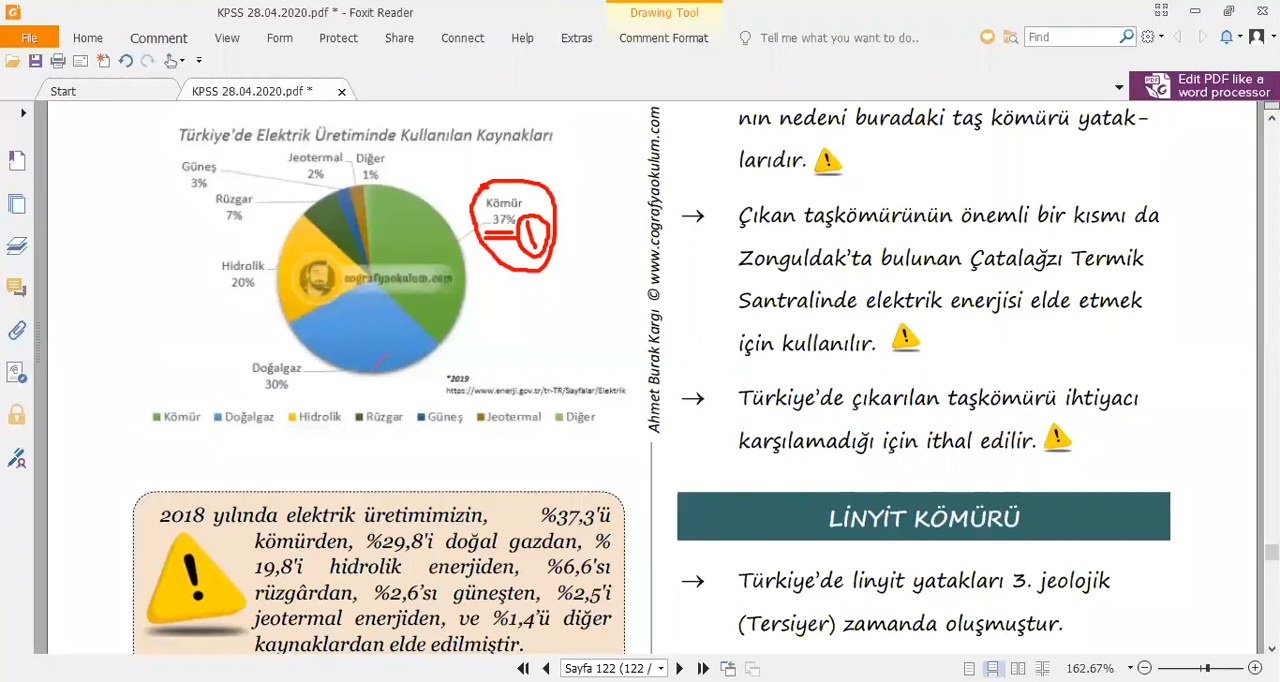 KPSS 28.04.2020.pdf * - Foxit Reader
Drawing Tool
File Home Comment View Form Protect Share Connect Help Extras Comment Format Tell me what you want to do.. Find
Start KPSS 28.04.2020.pdf *
Edit PDF like a
word processor
Türkiye'de Elektrik Üretiminde Kullanılan Kaynakları
Jeotermal
2%
Diğer
1%
Güneş
3%
Rüzgar
7%
Kömür
37%
1
Hidrolik
20%
cografyaokulum.com
Doğalgaz
30%
*2019
https://www.enerji.gov.tr/tr-TR/Sayfalar/Elektrik
Kömür Doğalgaz Hidrolik Rüzgar Güneş Jeotermal Diğer
2018 yılında elektrik üretimimizin, %37,3'ü
kömürden, %29,8'i doğal gazdan, %
19,8'i hidrolik enerjiden, %6,6'sı
rüzgârdan, %2,6'sı güneşten, %2,5'i
jeotermal enerjiden, ve %1,4'ü diğer
kaynaklardan elde edilmiştir.
Ahmet Burak Kargı © www.cografyaokulum.com
nın nedeni buradaki taş kömürü yatak-
larıdır.
→ Çıkan taşkömürünün önemli bir kısmı da
Zonguldak'ta bulunan Çatalağzı Termik
Santralinde elektrik enerjisi elde etmek
için kullanılır.
→ Türkiye'de çıkarılan taşkömürü ihtiyacı
karşılamadığı için ithal edilir.
LİNYİT KÖMÜRÜ
→ Türkiye'de linyit yatakları 3. jeolojik
(Tersiyer) zamanda oluşmuştur.
Sayfa 122 (122 /
162.67%